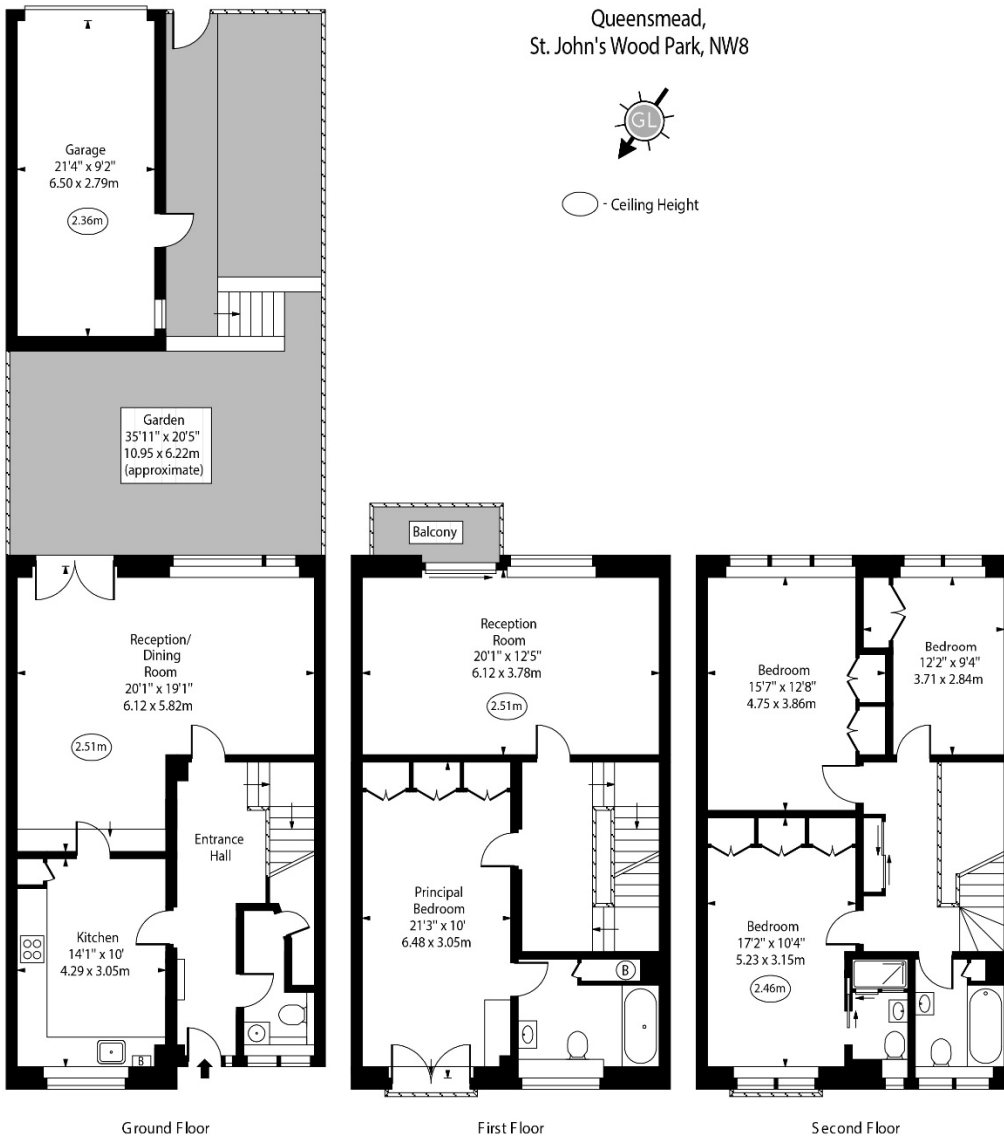 Queensmead,
St. John's Wood Park, NW8
GL
- Ceiling Height
Garage
21'4" x 9'2"
6.50 x 2.79m
2.36m
Garden
35'11" x 20'5"
10.95 x 6.22m
(approximate)
Reception/
Dining
Room
20'1" x 19'1"
6.12 x 5.82m
2.51m
Entrance
Hall
Kitchen
14'1" x 10'
4.29 x 3.05m
B
Ground Floor
Balcony
Reception
Room
20'1" x 12'5"
6.12 x 3.78m
2.51m
Principal
Bedroom
21'3" x 10'
6.48 x 3.05m
B
First Floor
Bedroom
15'7" x 12'8"
4.75 x 3.86m
Bedroom
12'2" x 9'4"
3.71 x 2.84m
Bedroom
17'2" x 10'4"
5.23 x 3.15m
2.46m
Second Floor